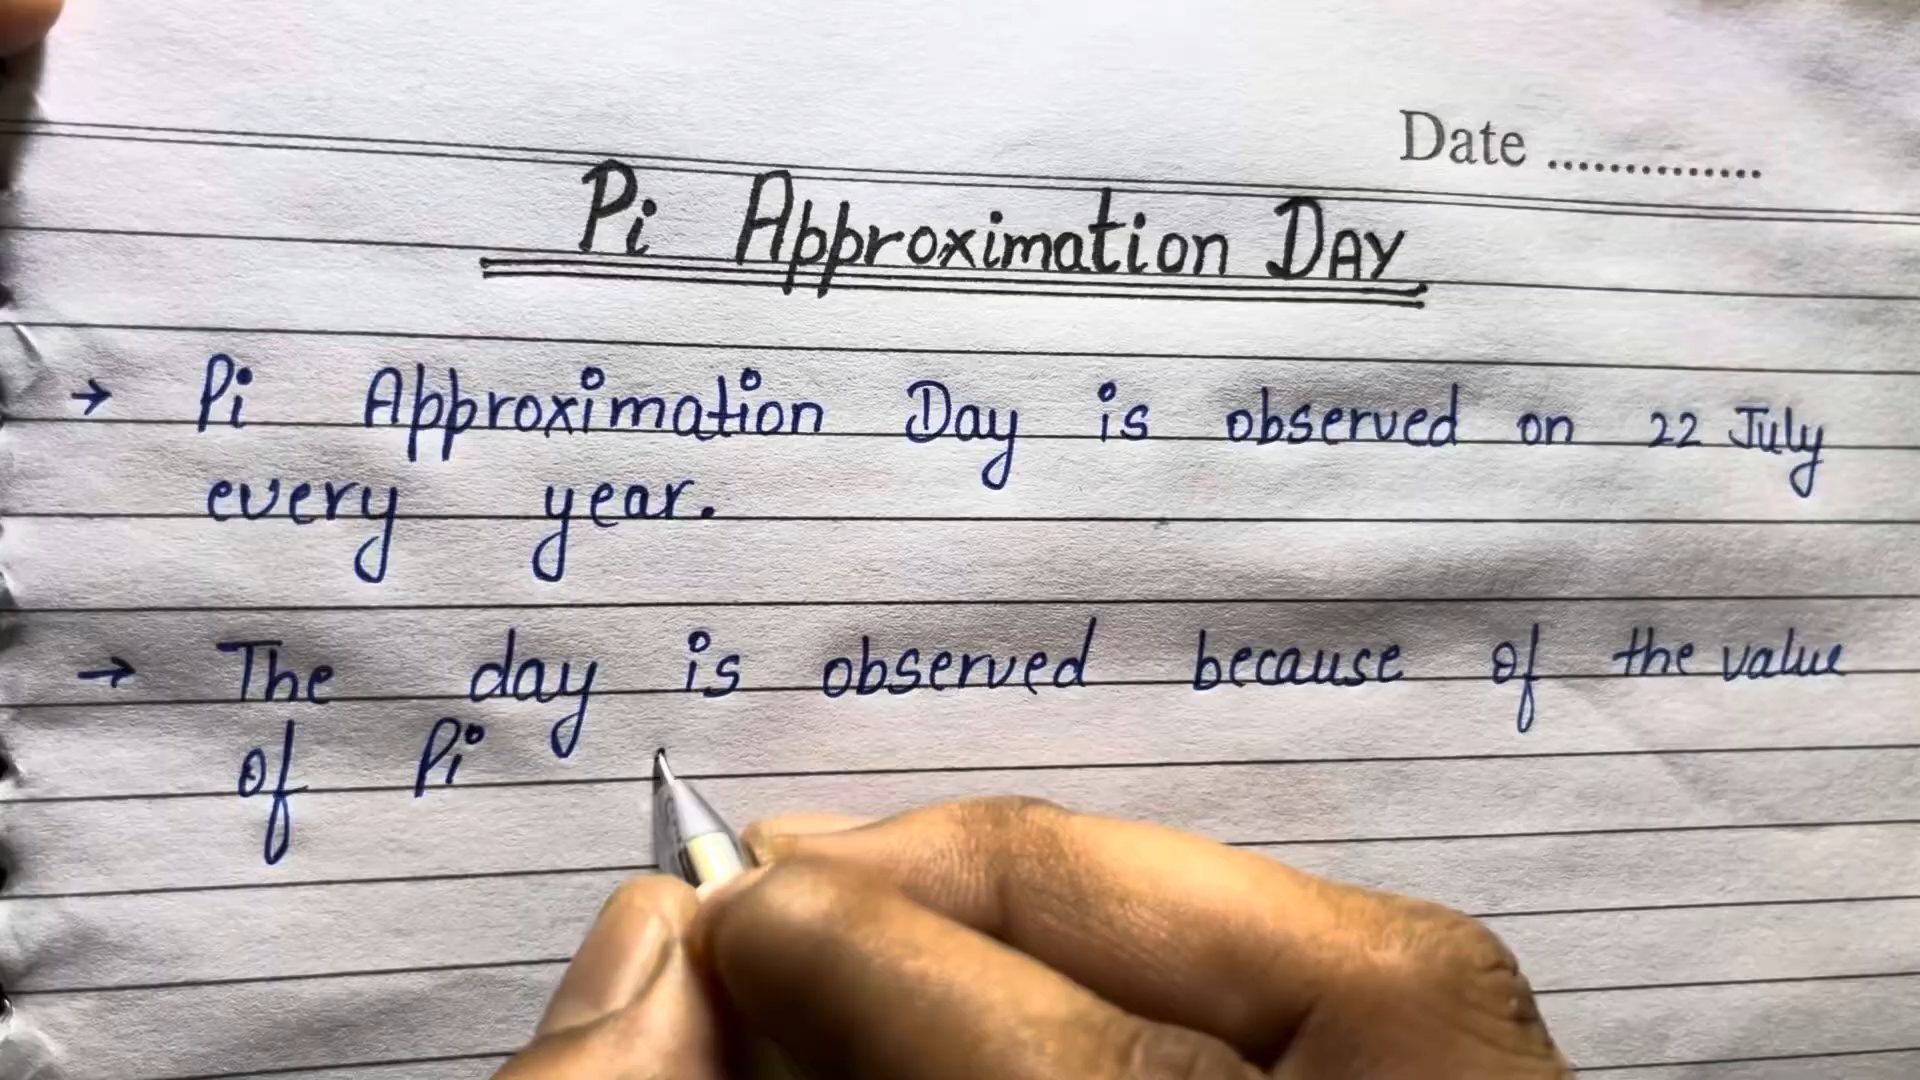 Date ..............
Pi Approximation DAY
→ Pi Approximation Day is observed on 22 July
every year.
→ The day is observed because of the value
of Pi